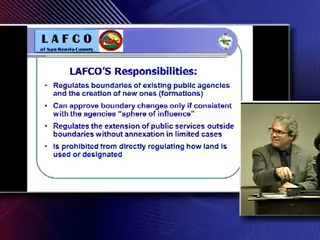 LAFCO
of San Benito County
LAFCO'S Responsibilities:
• Regulates boundaries of existing public agencies
and the creation of new ones (formations)
• Can approve boundary changes only if consistent
with the agencies "sphere of influence"
• Regulates the extension of public services outside
boundaries without annexation in limited cases
• Is prohibited from directly regulating how land is
used or designated